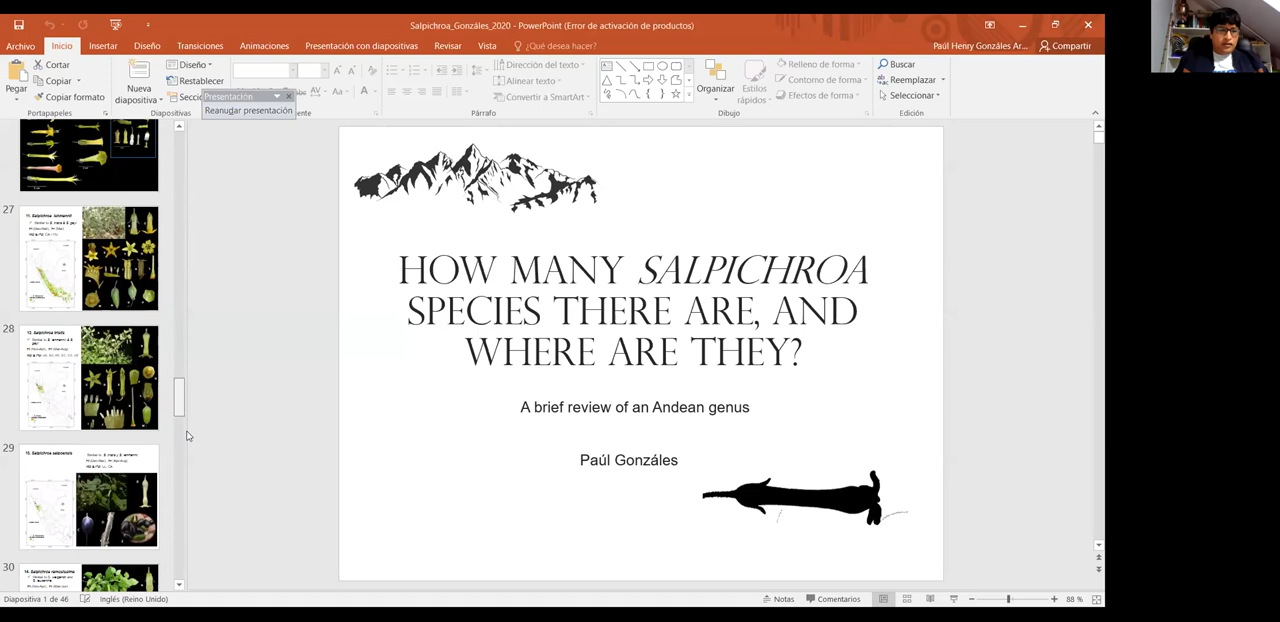 Salpichroa_Gonzáles_2020 - PowerPoint (Error de activación de productos)
Archivo Inicio Insertar Diseño Transiciones Animaciones Presentación con diapositivas Revisar Vista ¿Qué desea hacer? Paúl Henry Gonzáles Ar... Compartir
Pegar
Cortar
Copiar
Copiar formato
Portapapeles
Nueva
diapositiva
Diseño
Restablecer
Secció
Diapositivas
Presentación
Reanudar presentación
Dirección del texto
Alinear texto
Convertir a SmartArt
Párrafo
Organizar
Estilos
rápidos
Relleno de forma
Contorno de forma
Efectos de forma
Dibujo
Buscar
Reemplazar
Seleccionar
Edición
27
28
29
30
HOW MANY SALPICHROA
SPECIES THERE ARE, AND
WHERE ARE THEY?
A brief review of an Andean genus
Paúl Gonzáles
Diapositiva 1 de 46 Inglés (Reino Unido) Notas Comentarios 88 %